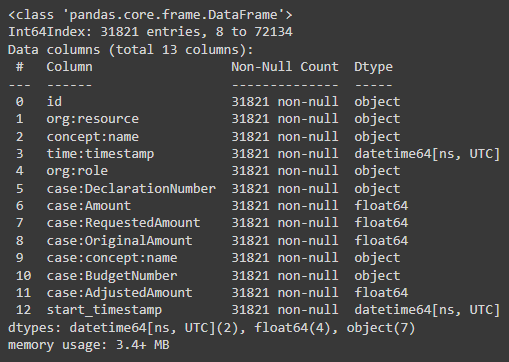 <class 'pandas.core.frame.DataFrame'>
Int64Index: 31821 entries, 8 to 72134
Data columns (total 13 columns):
 #   Column                  Non-Null Count  Dtype
---  ------                  --------------  -----
 0   id                      31821 non-null  object
 1   org:resource            31821 non-null  object
 2   concept:name            31821 non-null  object
 3   time:timestamp          31821 non-null  datetime64[ns, UTC]
 4   org:role                31821 non-null  object
 5   case:DeclarationNumber  31821 non-null  object
 6   case:Amount             31821 non-null  float64
 7   case:RequestedAmount    31821 non-null  float64
 8   case:OriginalAmount     31821 non-null  float64
 9   case:concept:name       31821 non-null  object
 10  case:BudgetNumber       31821 non-null  object
 11  case:AdjustedAmount     31821 non-null  float64
 12  start_timestamp         31821 non-null  datetime64[ns, UTC]
dtypes: datetime64[ns, UTC](2), float64(4), object(7)
memory usage: 3.4+ MB